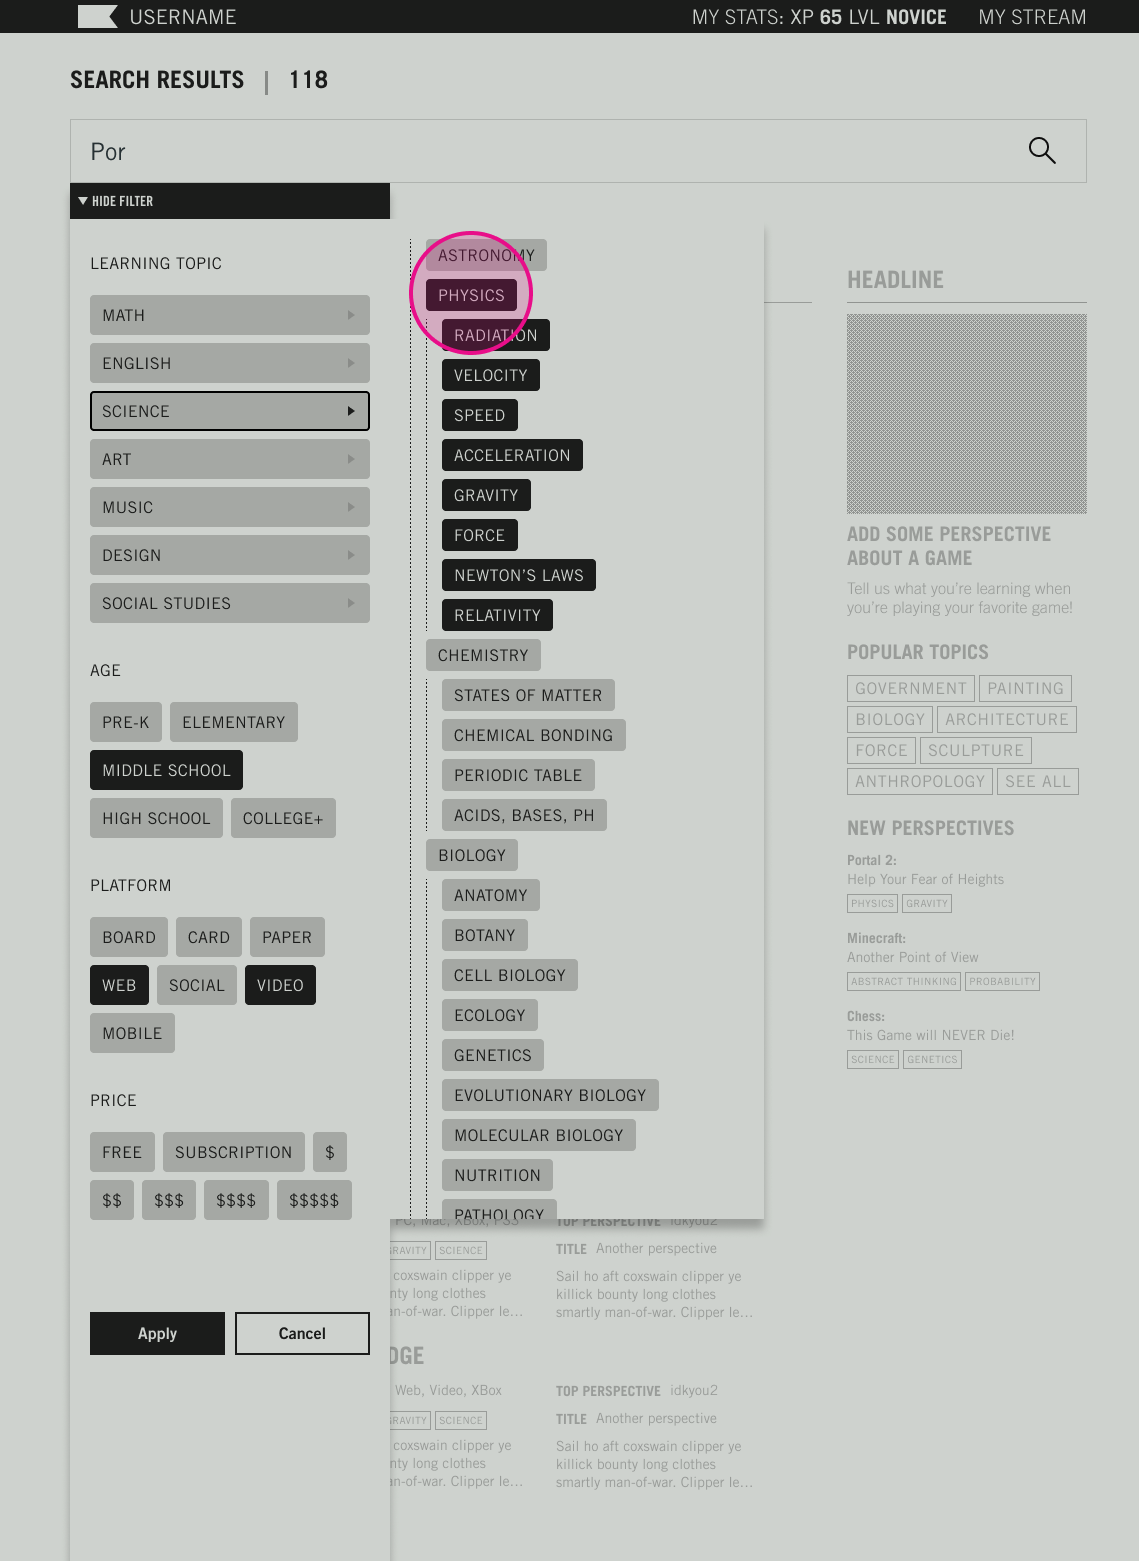 USERNAME
MY STATS: XP 65 LVL NOVICE
MY STREAM
SEARCH RESULTS | 118
Por
HIDE FILTER
LEARNING TOPIC
MATH
ENGLISH
SCIENCE
ART
MUSIC
DESIGN
SOCIAL STUDIES
AGE
PRE-K ELEMENTARY
MIDDLE SCHOOL
HIGH SCHOOL COLLEGE+
PLATFORM
BOARD CARD PAPER
WEB SOCIAL VIDEO
MOBILE
PRICE
FREE SUBSCRIPTION $
$$ $$$ $$$$ $$$$$
Apply Cancel
ASTRONOMY
PHYSICS
RADIATION
VELOCITY
SPEED
ACCELERATION
GRAVITY
FORCE
NEWTON'S LAWS
RELATIVITY
CHEMISTRY
STATES OF MATTER
CHEMICAL BONDING
PERIODIC TABLE
ACIDS, BASES, PH
BIOLOGY
ANATOMY
BOTANY
CELL BIOLOGY
ECOLOGY
GENETICS
EVOLUTIONARY BIOLOGY
MOLECULAR BIOLOGY
NUTRITION
PATHOLOGY
PC, Mac, XBox, PS3
SCIENCE
coxswain clipper ye
long clothes
Clipper le...
TOP PERSPECTIVE idkyou2
TITLE Another perspective
Sail ho aft coxswain clipper ye
killick bounty long clothes
smartly man-of-war. Clipper le...
Web, Video, XBox
SCIENCE
coxswain clipper ye
long clothes
Clipper le...
TOP PERSPECTIVE idkyou2
TITLE Another perspective
Sail ho aft coxswain clipper ye
killick bounty long clothes
smartly man-of-war. Clipper le...
HEADLINE
ADD SOME PERSPECTIVE
ABOUT A GAME
Tell us what you're learning when
you're playing your favorite game!
POPULAR TOPICS
GOVERNMENT PAINTING
BIOLOGY ARCHITECTURE
FORCE SCULPTURE
ANTHROPOLOGY SEE ALL
NEW PERSPECTIVES
Portal 2:
Help Your Fear of Heights
PHYSICS GRAVITY
Minecraft:
Another Point of View
ABSTRACT THINKING PROBABILITY
Chess:
This Game will NEVER Die!
SCIENCE GENETICS